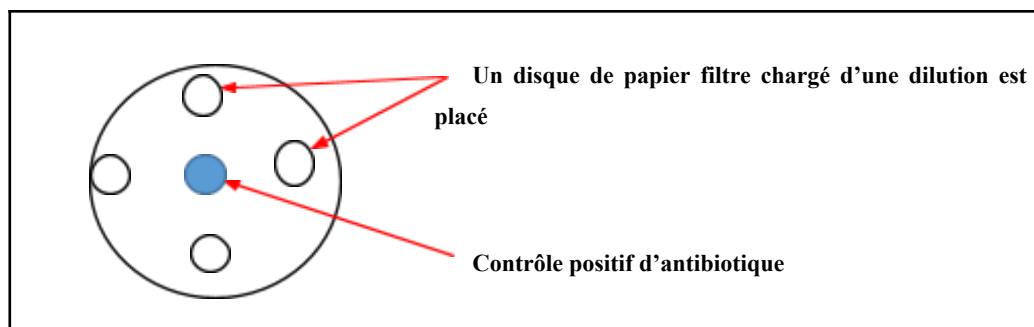 Un disque de papier filtre chargé d’une dilution est
placé
Contrôle positif d’antibiotique